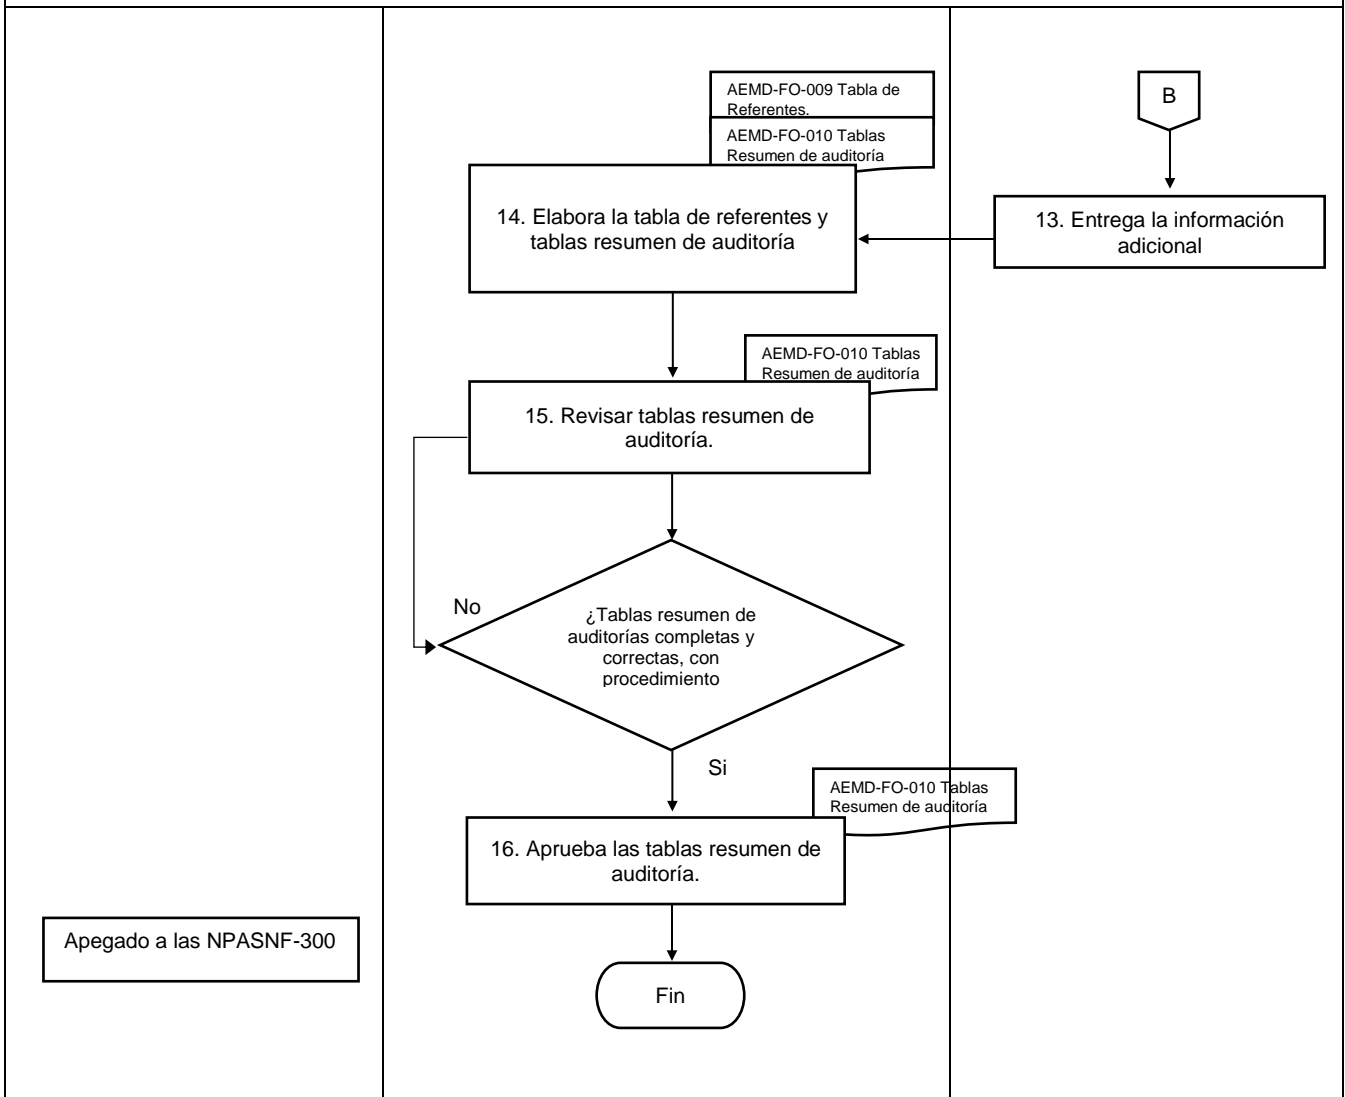 AEMD-FO-009 Tabla de
Referentes.
AEMD-FO-010 Tablas
Resumen de auditoría
B
14. Elabora la tabla de referentes y
tablas resumen de auditoría
13. Entrega la información
adicional
AEMD-FO-010 Tablas
Resumen de auditoría
15. Revisar tablas resumen de
auditoría.
No
¿Tablas resumen de
auditorías completas y
correctas, con
procedimiento
Si
AEMD-FO-010 Tablas
Resumen de auditoría
16. Aprueba las tablas resumen de
auditoría.
Apegado a las NPASNF-300
Fin